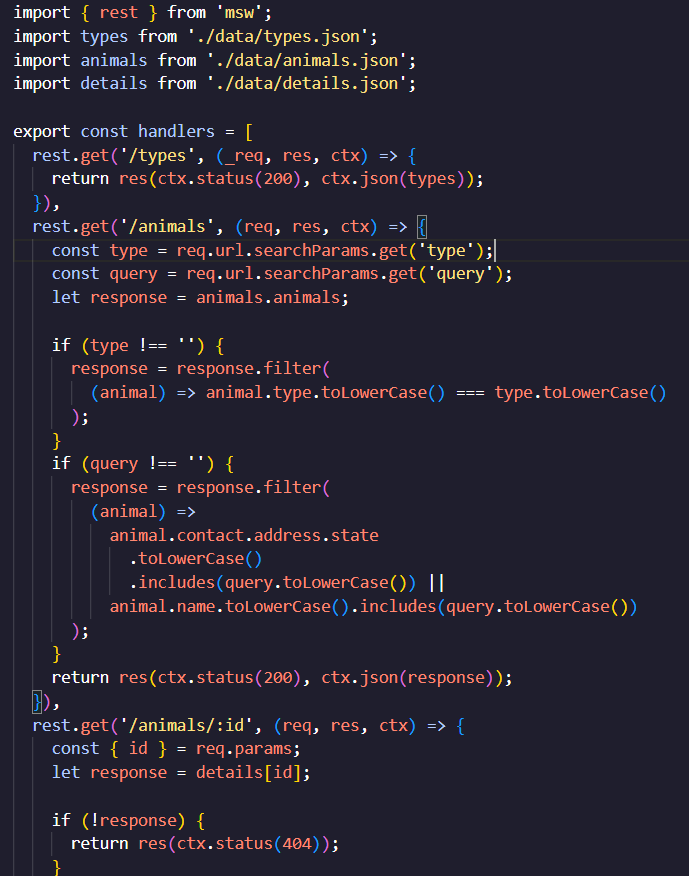 import { rest } from 'msw';
import types from './data/types.json';
import animals from './data/animals.json';
import details from './data/details.json';

export const handlers = [
  rest.get('/types', (_req, res, ctx) => {
    return res(ctx.status(200), ctx.json(types));
  }),
  rest.get('/animals', (req, res, ctx) => {
    const type = req.url.searchParams.get('type');
    const query = req.url.searchParams.get('query');
    let response = animals.animals;

    if (type !== '') {
      response = response.filter(
        (animal) => animal.type.toLowerCase() === type.toLowerCase()
      );
    }
    if (query !== '') {
      response = response.filter(
        (animal) =>
          animal.contact.address.state
            .toLowerCase()
            .includes(query.toLowerCase()) ||
          animal.name.toLowerCase().includes(query.toLowerCase())
      );
    }
    return res(ctx.status(200), ctx.json(response));
  }),
  rest.get('/animals/:id', (req, res, ctx) => {
    const { id } = req.params;
    let response = details[id];

    if (!response) {
      return res(ctx.status(404));
    }